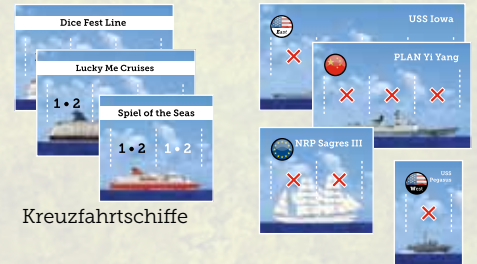 Dice Fest Line
Lucky Me Cruises
1 • 2
Spiel of the Seas
1 • 2 1 • 2
Kreuzfahrtschiffe
USS Iowa
East
PLAN Yi Yang
NRP Sagres III
USS
Pegasus
West